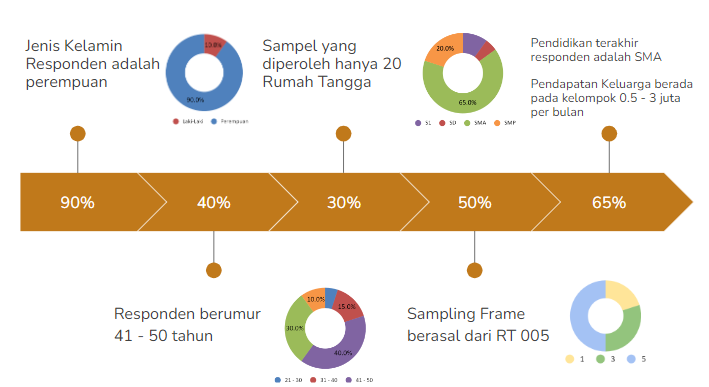 Jenis Kelamin
Responden adalah
perempuan
10.0%
90.0%
Laki-Laki Perempuan
Sampel yang
diperoleh hanya 20
Rumah Tangga
20.0%
65.0%
S1 SD SMA SMP
Pendidikan terakhir
responden adalah SMA
Pendapatan Keluarga berada
pada kelompok 0.5 - 3 juta
per bulan
90%
40%
30%
50%
65%
Responden berumur
41 - 50 tahun
10.0%
15.0%
30.0%
40.0%
21 - 30 31 - 40 41 - 50
Sampling Frame
berasal dari RT 005
1 3 5